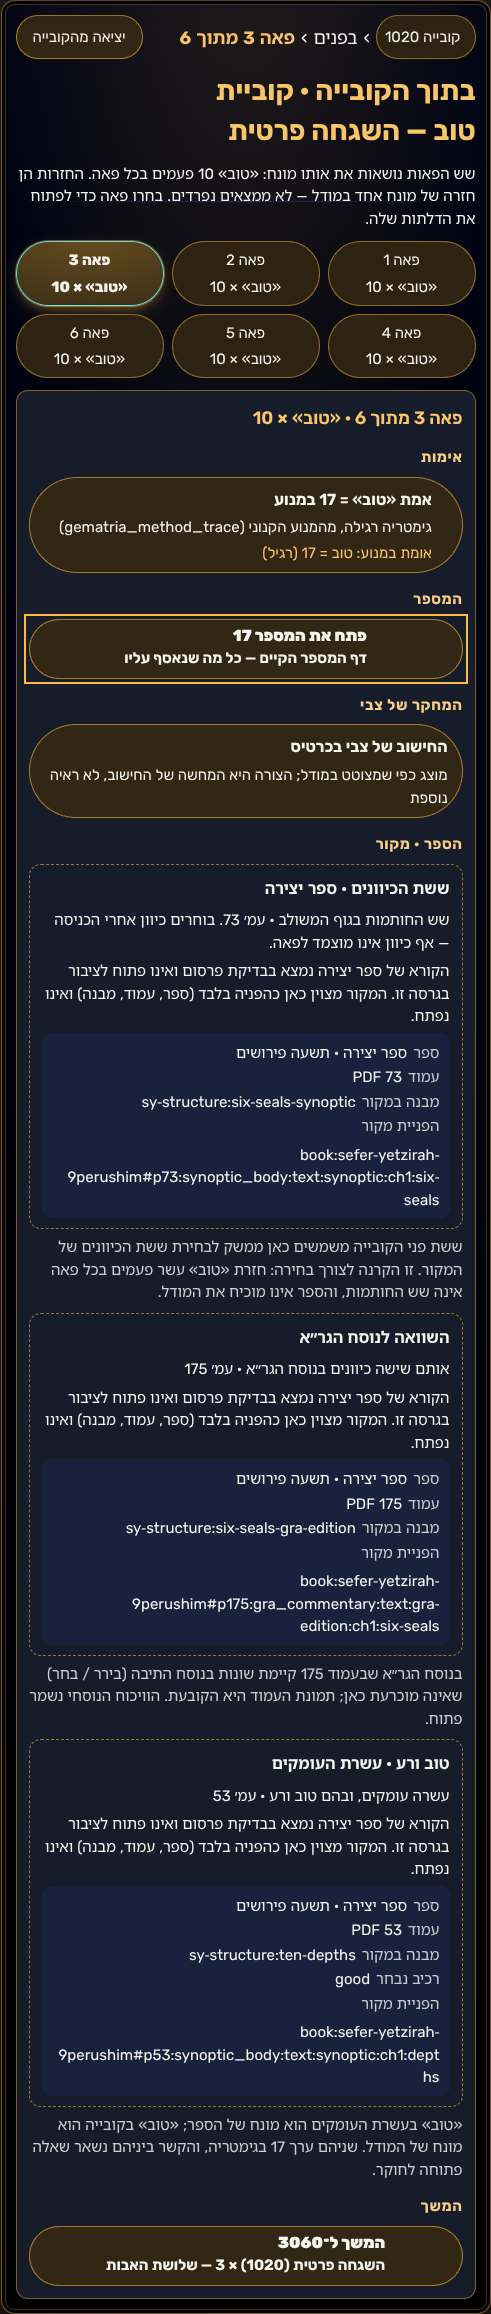 קובייה 1020 › בפנים › פאה 3 מתוך 6
יציאה מהקובייה
בתוך הקובייה · קוביית
טוב — השגחה פרטית
שש הפאות נושאות את אותו מונח: «טוב» 10 פעמים בכל פאה. החזרות הן
חזרה של מונח אחד במודל — לא ממצאים נפרדים. בחרו פאה כדי לפתוח
את הדלתות שלה.
פאה 1
«טוב» × 10
פאה 2
«טוב» × 10
פאה 3
«טוב» × 10
פאה 4
«טוב» × 10
פאה 5
«טוב» × 10
פאה 6
«טוב» × 10
פאה 3 מתוך 6 · «טוב» × 10
אימות
אמת «טוב» = 17 במנוע
גימטריה רגילה, מהמנוע הקנוני (gematria_method_trace)
אומת במנוע: טוב = 17 (רגיל)
המספר
פתח את המספר 17
דף המספר הקיים — כל מה שנאסף עליו
המחקר של צבי
החישוב של צבי בכרטיס
מוצג כפי שמצוטט במודל; הצורה היא המחשה של החישוב, לא ראיה
נוספת
הספר · מקור
ששת הכיוונים · ספר יצירה
שש החותמות בגוף המשולב · עמ׳ 73. בוחרים כיוון אחרי הכניסה
— אף כיוון אינו מוצמד לפאה.
הקורא של ספר יצירה נמצא בבדיקת פרסום ואינו פתוח לציבור
בגרסה זו. המקור מצוין כאן כהפניה בלבד (ספר, עמוד, מבנה) ואינו
נפתח.
ספר ספר יצירה · תשעה פירושים
עמוד PDF 73
מבנה במקור sy-structure:six-seals-synoptic
הפניית מקור
book:sefer-yetzirah-
9perushim#p73:synoptic_body:text:synoptic:ch1:six-
seals
ששת פני הקובייה משמשים כאן ממשק לבחירת ששת הכיוונים של
המקור. זו הקרנה לצורך בחירה: חזרת «טוב» עשר פעמים בכל פאה
אינה שש החותמות, והספר אינו מוכיח את המודל.
השוואה לנוסח הגר״א
אותם שישה כיוונים בנוסח הגר״א · עמ׳ 175
הקורא של ספר יצירה נמצא בבדיקת פרסום ואינו פתוח לציבור
בגרסה זו. המקור מצוין כאן כהפניה בלבד (ספר, עמוד, מבנה) ואינו
נפתח.
ספר ספר יצירה · תשעה פירושים
עמוד PDF 175
מבנה במקור sy-structure:six-seals-gra-edition
הפניית מקור
book:sefer-yetzirah-
9perushim#p175:gra_commentary:text:gra-
edition:ch1:six-seals
בנוסח הגר״א שבעמוד 175 קיימת שונות בנוסח התיבה (בירר / בחר)
שאינה מוכרעת כאן; תמונת העמוד היא הקובעת. הוויכוח הנוסחי נשמר
פתוח.
טוב ורע · עשרת העומקים
עשרה עומקים, ובהם טוב ורע · עמ׳ 53
הקורא של ספר יצירה נמצא בבדיקת פרסום ואינו פתוח לציבור
בגרסה זו. המקור מצוין כאן כהפניה בלבד (ספר, עמוד, מבנה) ואינו
נפתח.
ספר ספר יצירה · תשעה פירושים
עמוד PDF 53
מבנה במקור sy-structure:ten-depths
רכיב נבחר good
הפניית מקור
book:sefer-yetzirah-
9perushim#p53:synoptic_body:text:synoptic:ch1:dept
hs
«טוב» בעשרת העומקים הוא מונח של הספר; «טוב» בקובייה הוא
מונח של המודל. שניהם ערך 17 בגימטריה, והקשר ביניהם נשאר שאלה
פתוחה לחוקר.
המשך
המשך ל־3060
השגחה פרטית (1020) × 3 — שלושת האבות